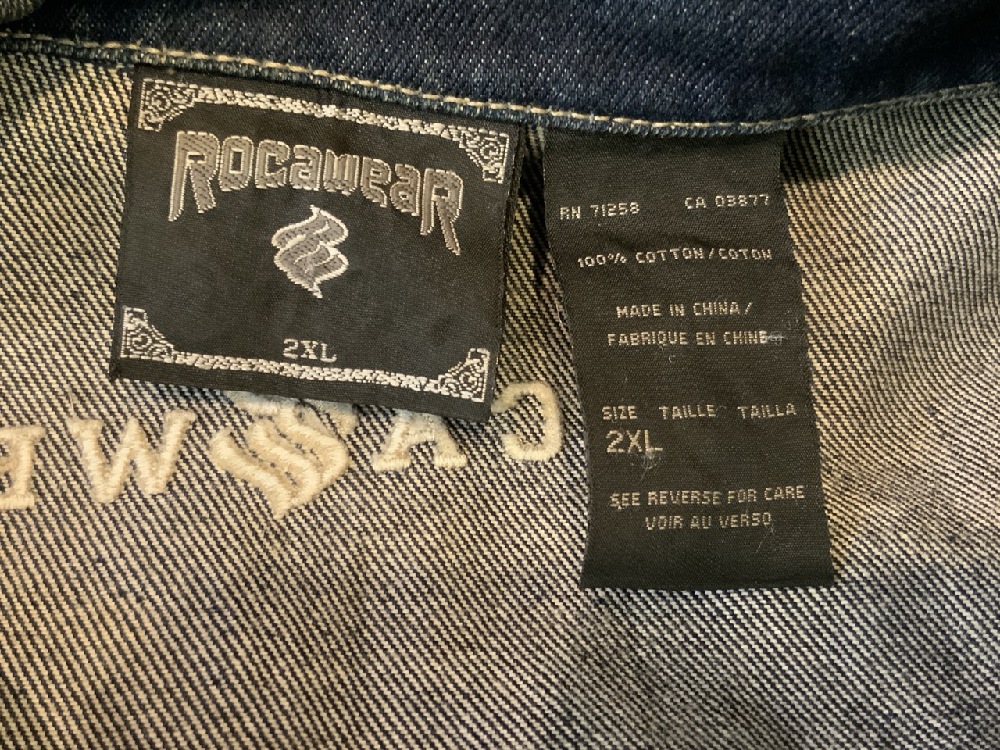 ROCAWEAR
2XL
RN 71258 CA 03877
100% COTTON/COTON
MADE IN CHINA/
FABRIQUE EN CHINE
SIZE TAILLE TAILLA
2XL
SEE REVERSE FOR CARE
VOIR AU VERSO